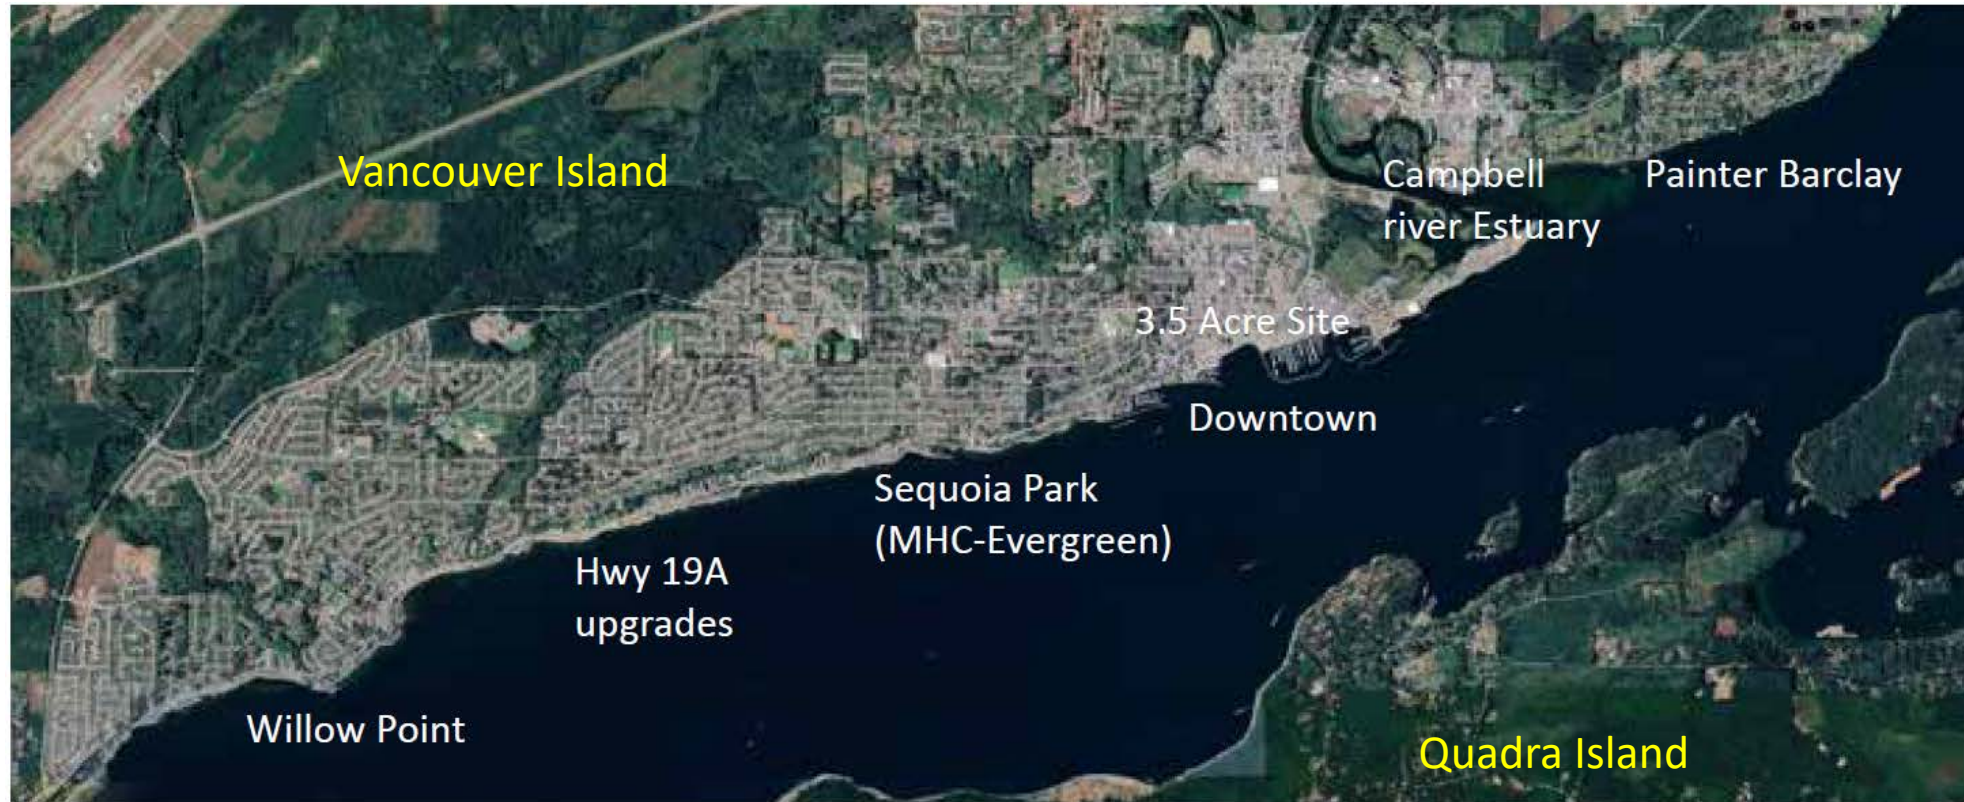 Vancouver Island
Campbell
river Estuary
Painter Barclay
3.5 Acre Site
Downtown
Sequoia Park
(MHC-Evergreen)
Hwy 19A
upgrades
Willow Point
Quadra Island